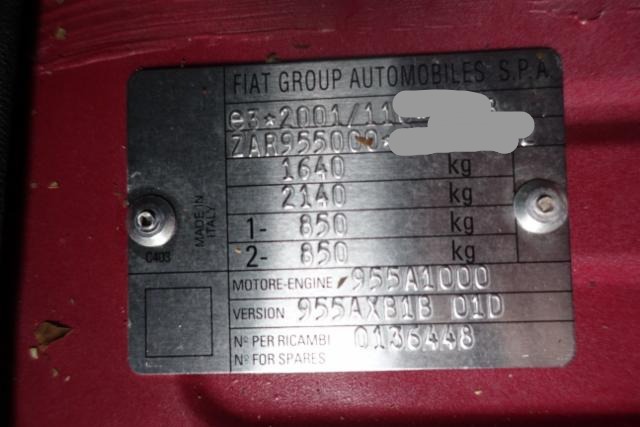 FIAT GROUP AUTOMOBILES S.P.A.
e3*2001/11
ZAR955000*
1640 kg
2140 kg
1- 850 kg
2- 850 kg
MADE IN
ITALY
C403
MOTORE-ENGINE 955A1000
VERSION 955AXB1B 01D
Nº PER RICAMBI 0136448
Nº FOR SPARES